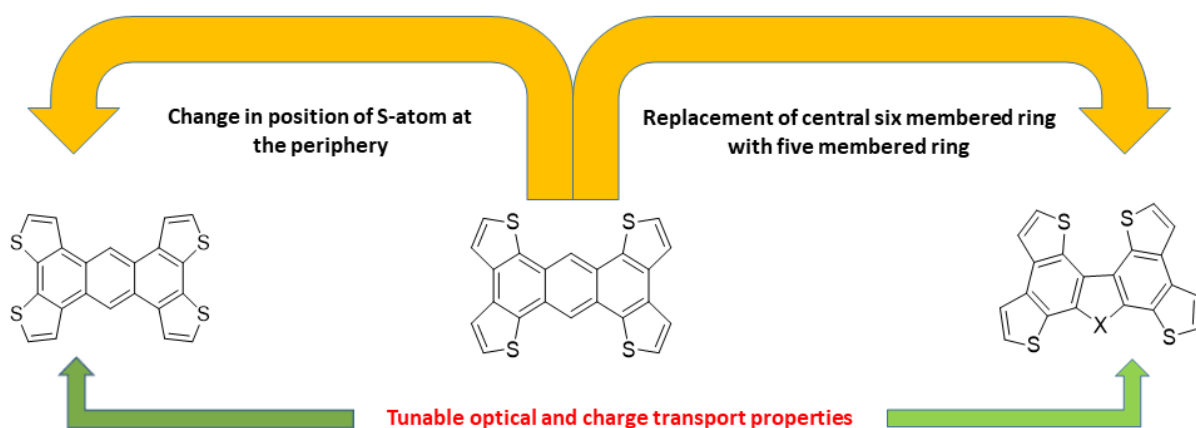 Change in position of S-atom at
the periphery
Replacement of central six membered ring
with five membered ring
S S
S S
S S
S S
S S
X
S S
Tunable optical and charge transport properties